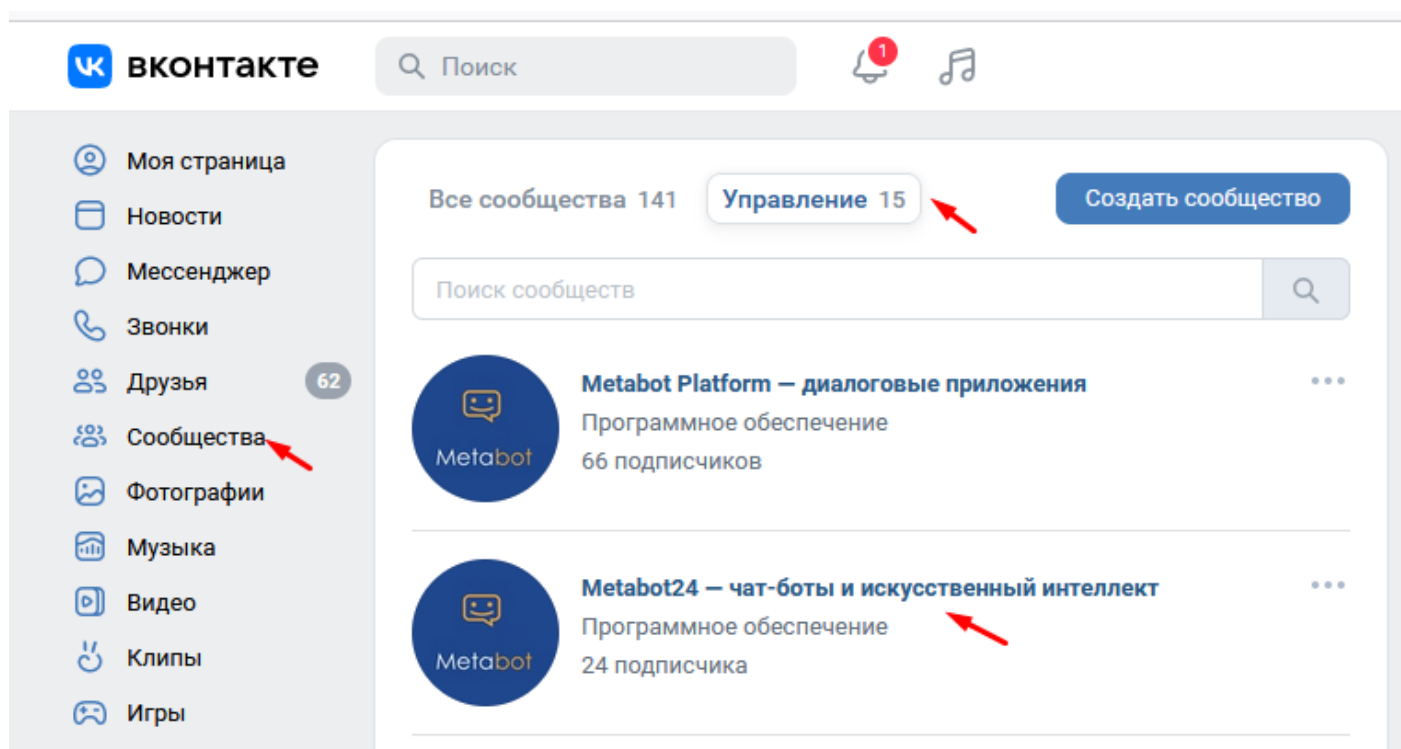 вконтакте
Поиск
1
Моя страница
Новости
Мессенджер
Звонки
Друзья 62
Сообщества
Фотографии
Музыка
Видео
Клипы
Игры
Все сообщества 141 Управление 15 Создать сообщество
Поиск сообществ
Metabot
Metabot Platform — диалоговые приложения
Программное обеспечение
66 подписчиков
Metabot
Metabot24 — чат-боты и искусственный интеллект
Программное обеспечение
24 подписчика